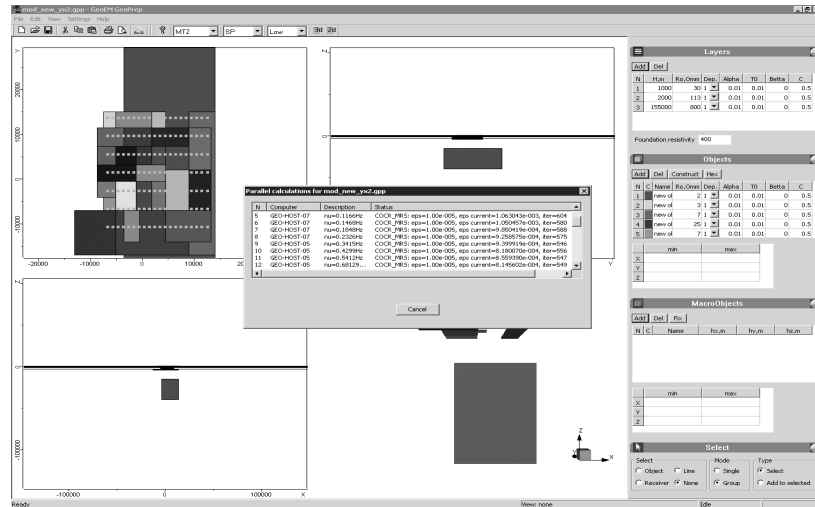 mod_new_yx2.gpp - GeoEM GeoPrep
File Edit View Settings Help
MTZ SP Low 3d 2d
Y
20000
10000
0
-10000
-20000 -10000 0 10000
Z
0
Y
Z
0
-100000
-100000 0 100000 X
Parallel calculations for mod_new_yx2.gpp
N Computer Description Status
5 GEO-HOST-07 nu=0.1166Hz COCR_MRS: eps=1.00e-005, eps current=1.063043e-003, iter=604
6 GEO-HOST-07 nu=0.1468Hz COCR_MRS: eps=1.00e-005, eps current=1.050457e-003, iter=580
7 GEO-HOST-07 nu=0.1848Hz COCR_MRS: eps=1.00e-005, eps current=9.850419e-004, iter=588
8 GEO-HOST-07 nu=0.2326Hz COCR_MRS: eps=1.00e-005, eps current=9.258575e-004, iter=575
9 GEO-HOST-05 nu=0.3415Hz COCR_MRS: eps=1.00e-005, eps current=9.399919e-004, iter=546
10 GEO-HOST-05 nu=0.4299Hz COCR_MRS: eps=1.00e-005, eps current=8.180070e-004, iter=556
11 GEO-HOST-05 nu=0.5412Hz COCR_MRS: eps=1.00e-005, eps current=8.559390e-004, iter=547
12 GEO-HOST-05 nu=0.68129... COCR_MRS: eps=1.00e-005, eps current=8.145602e-004, iter=549
Cancel
Z
Y
X
Layers
Add Del
N H,m Ro,Omm Dep. Alpha T0 Betta C
1 1000 30 1 0.01 0.01 0 0.5
2 2000 113 1 0.01 0.01 0 0.5
3 155000 800 1 0.01 0.01 0 0.5
Foundation resistivity 400
Objects
Add Del Construct Hex
N C Name Ro,Omm Dep. Alpha T0 Betta C
1 new ol 2 1 0.01 0.01 0 0.5
2 new ol 3 1 0.01 0.01 0 0.5
3 new ol 7 1 0.01 0.01 0 0.5
4 new ol 25 1 0.01 0.01 0 0.5
5 new ol 7 1 0.01 0.01 0 0.5
min max
X
Y
Z
MacroObjects
Add Del Fix
N C Name hx,m hy,m hz,m
min max
X
Y
Z
Select
Select Mode Type
Object Line Single Select
Receiver None Group Add to selected
Ready View: none Idle